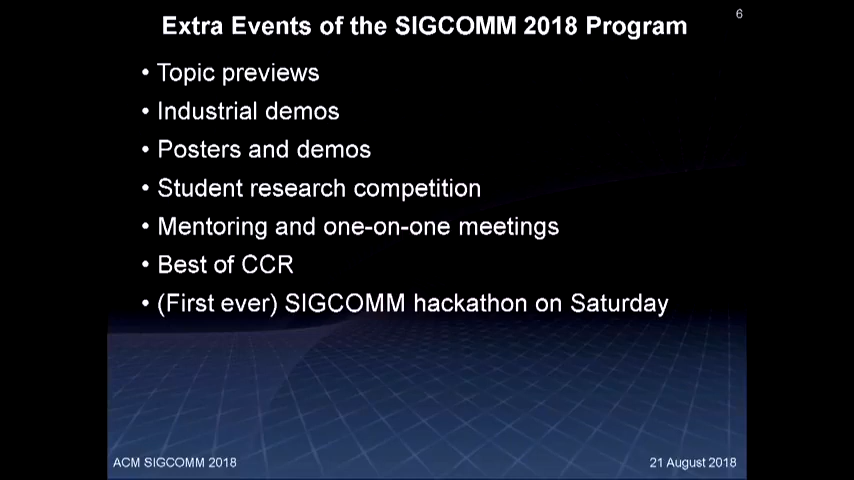 6
Extra Events of the SIGCOMM 2018 Program
• Topic previews
• Industrial demos
• Posters and demos
• Student research competition
• Mentoring and one-on-one meetings
• Best of CCR
• (First ever) SIGCOMM hackathon on Saturday
ACM SIGCOMM 2018
21 August 2018